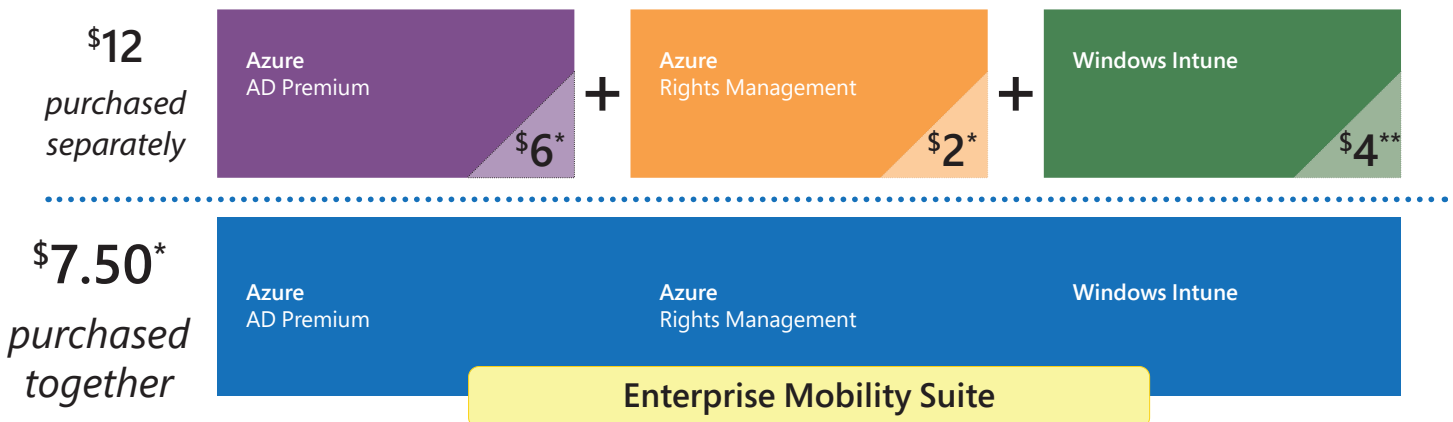 $12
purchased
separately
Azure
AD Premium
$6*
+
Azure
Rights Management
$2*
+
Windows Intune
$4**
$7.50*
purchased
together
Azure
AD Premium
Azure
Rights Management
Windows Intune
Enterprise Mobility Suite